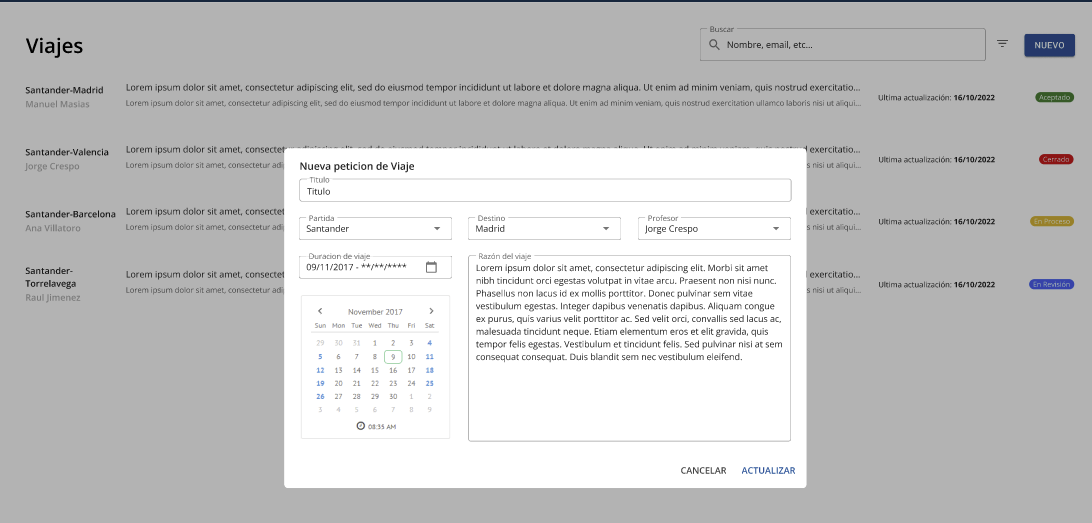 Viajes
Buscar
Nombre, email, etc...
NUEVO
Santander-Madrid
Manuel Masias
Lorem ipsum dolor sit amet, consectetur adipiscing elit, sed do eiusmod tempor incididunt ut labore et dolore magna aliqua. Ut enim ad minim veniam, quis nostrud exercitatio...
Lorem ipsum dolor sit amet, consectetur adipiscing elit, sed do eiusmod tempor incididunt ut labore et dolore magna aliqua. Ut enim ad minim veniam, quis nostrud exercitation ullamco laboris nisi ut aliqui...
Ultima actualización: 16/10/2022
Aceptado
Santander-Valencia
Jorge Crespo
Lorem ipsum dolor sit amet, consectet
exercitatio...
Lorem ipsum dolor sit amet, consectetur adi
nisi ut aliqui...
Ultima actualización: 16/10/2022
Cerrado
Santander-Barcelona
Ana Villatoro
Lorem ipsum dolor sit amet, consectet
exercitatio...
Lorem ipsum dolor sit amet, consectetur adi
nisi ut aliqui...
Ultima actualización: 16/10/2022
En Proceso
Santander-
Torrelavega
Raul Jimenez
Lorem ipsum dolor sit amet, consectet
exercitatio...
Lorem ipsum dolor sit amet, consectetur adi
nisi ut aliqui...
Ultima actualización: 16/10/2022
En Revisión
Nueva peticion de Viaje
Titulo
Titulo
Partida
Santander
Destino
Madrid
Profesor
Jorge Crespo
Duracion de viaje
09/11/2017 - **/**/****
November 2017
Sun Mon Tue Wed Thu Fri Sat
29 30 31 1 2 3 4
5 6 7 8 9 10 11
12 13 14 15 16 17 18
19 20 21 22 23 24 25
26 27 28 29 30 1 2
3 4 5 6 7 8 9
08:35 AM
Razón del viaje
Lorem ipsum dolor sit amet, consectetur adipiscing elit. Morbi sit amet
nibh tincidunt orci egestas volutpat in vitae arcu. Praesent non nisi nunc.
Phasellus non lacus id ex mollis porttitor. Donec pulvinar sem vitae
vestibulum egestas. Integer dapibus venenatis dapibus. Aliquam congue
ex purus, quis varius velit porttitor ac. Sed velit orci, convallis sed lacus ac,
malesuada tincidunt neque. Etiam elementum eros et elit gravida, quis
tempor felis egestas. Vestibulum et tincidunt felis. Sed pulvinar nisi at sem
consequat consequat. Duis blandit sem nec vestibulum eleifend.
CANCELAR
ACTUALIZAR